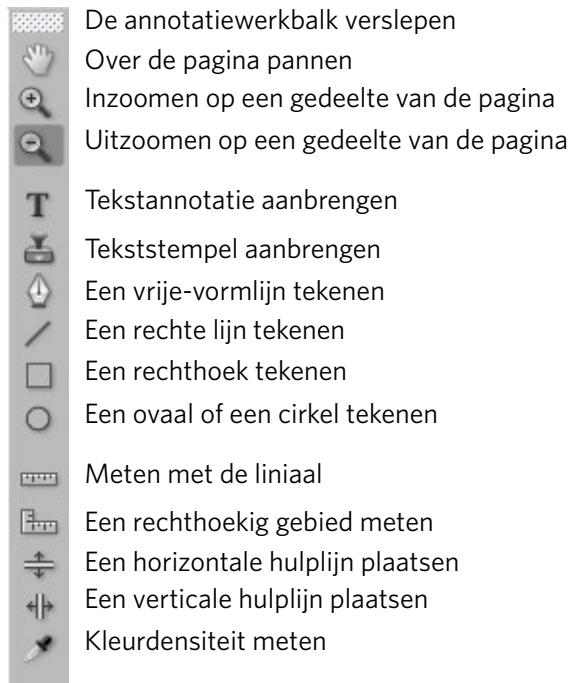 De annotatiewerkbalk verslepen
Over de pagina pannen
Inzoomen op een gedeelte van de pagina
Uitzoomen op een gedeelte van de pagina
Tekstannotatie aanbrengen
Tekststempel aanbrengen
Een vrije-vormlijn tekenen
Een rechte lijn tekenen
Een rechthoek tekenen
Een ovaal of een cirkel tekenen
Meten met de liniaal
Een rechthoekig gebied meten
Een horizontale hulplijn plaatsen
Een verticale hulplijn plaatsen
Kleurdensiteit meten